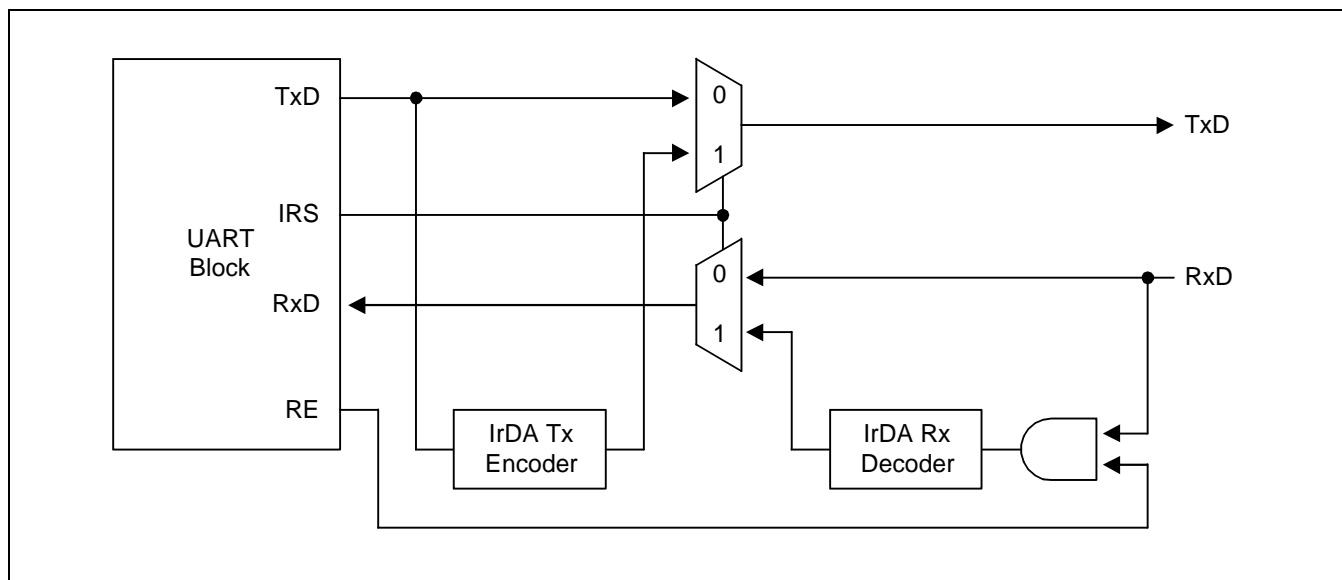 TxD
IRS
UART
Block
RxD
RE
0
1
0
1
TxD
RxD
IrDA Tx
Encoder
IrDA Rx
Decoder